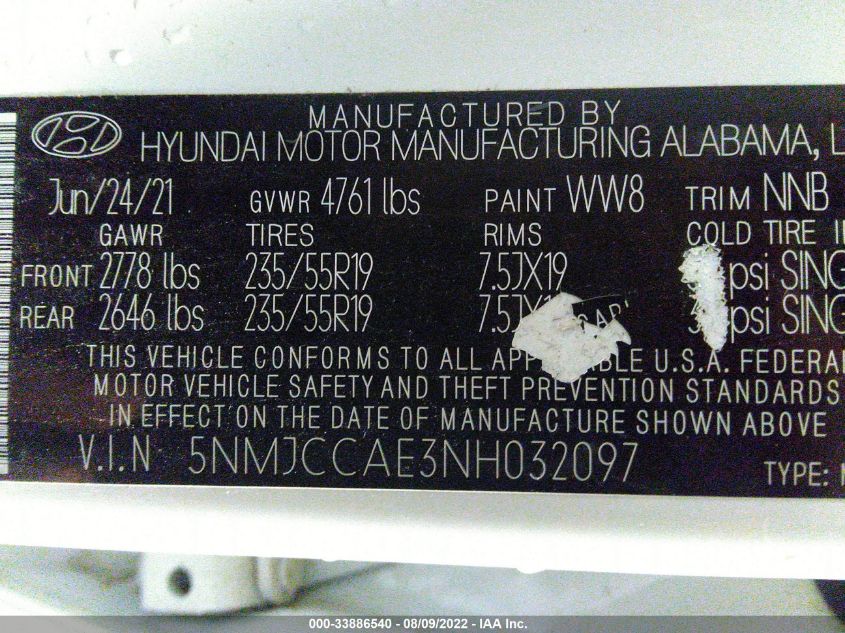 MANUFACTURED BY
HYUNDAI MOTOR MANUFACTURING ALABAMA, L
Jun/24/21 GVWR 4761 lbs PAINT WW8 TRIM NNB
GAWR TIRES RIMS COLD TIRE
FRONT 2778 lbs 235/55R19 7.5JX19 psi SING
REAR 2646 lbs 235/55R19 psi SING
THIS VEHICLE CONFORMS TO ALL U.S.A. FEDERAL
MOTOR VEHICLE SAFETY AND THEFT PREVENTION STANDARDS
IN EFFECT ON THE DATE OF MANUFACTURE SHOWN ABOVE
V.I.N 5NMJCCAE3NH032097 TYPE:
000-33886540 - 08/09/2022 - IAA Inc.